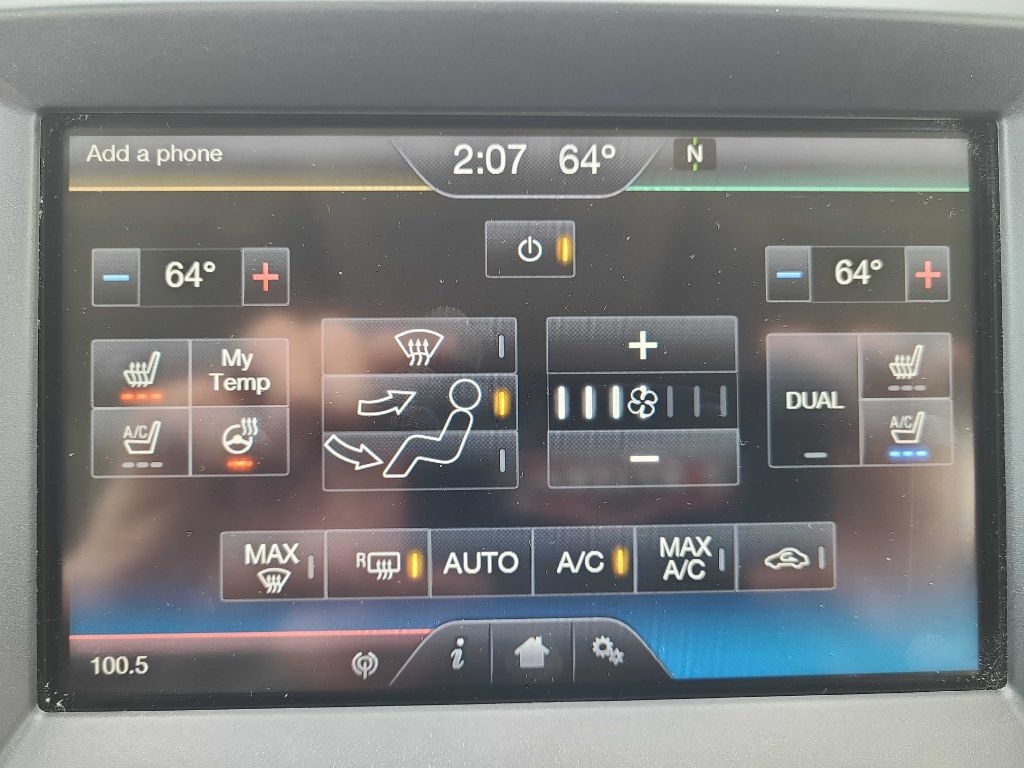 Add a phone
2:07 64° N
64°
64°
My
Temp
A/C
DUAL
A/C
MAX
R
AUTO
A/C
MAX
A/C
100.5
i